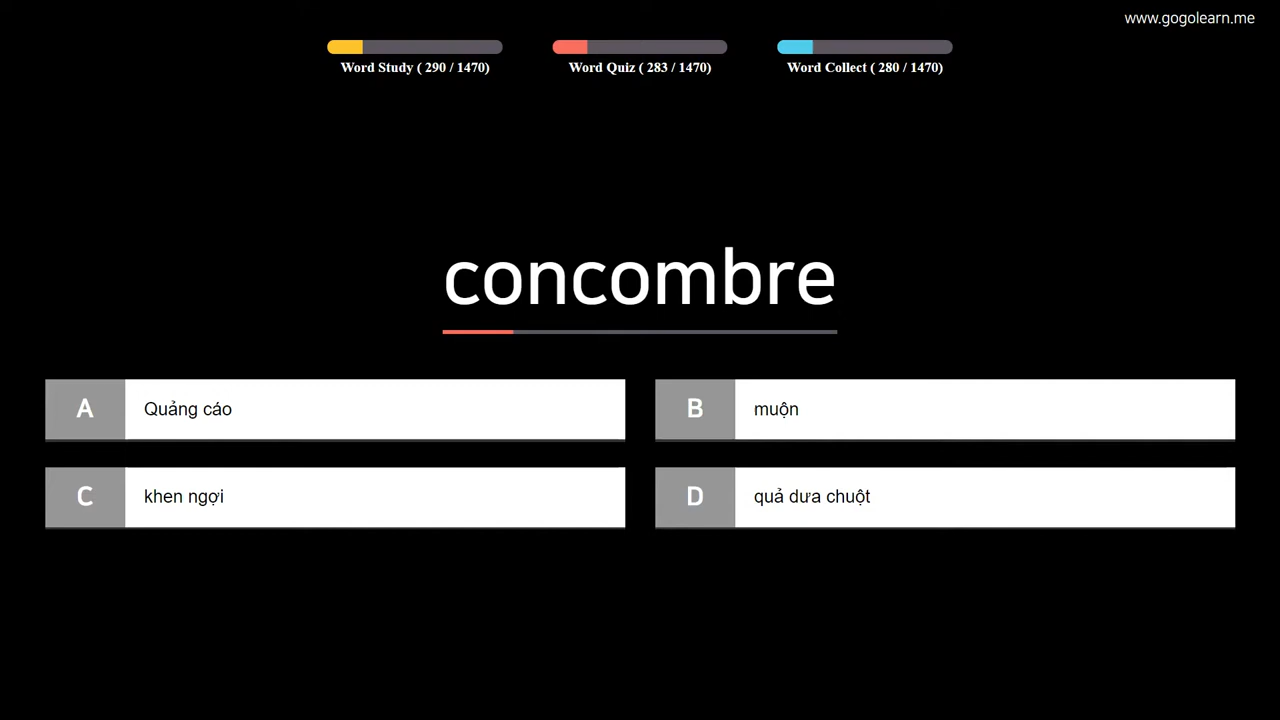 www.gogolearn.me
Word Study ( 290 / 1470)
Word Quiz ( 283 / 1470)
Word Collect ( 280 / 1470)
concombre
A Quảng cáo
B muộn
C khen ngợi
D quả dưa chuột